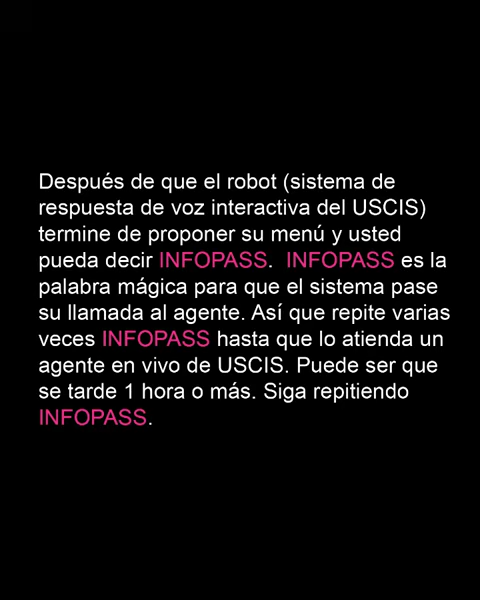 Después de que el robot (sistema de
respuesta de voz interactiva del USCIS)
termine de proponer su menú y usted
pueda decir INFOPASS.  INFOPASS es la
palabra mágica para que el sistema pase
su llamada al agente. Así que repite varias
veces INFOPASS hasta que lo atienda un
agente en vivo de USCIS. Puede ser que
se tarde 1 hora o más. Siga repitiendo
INFOPASS.